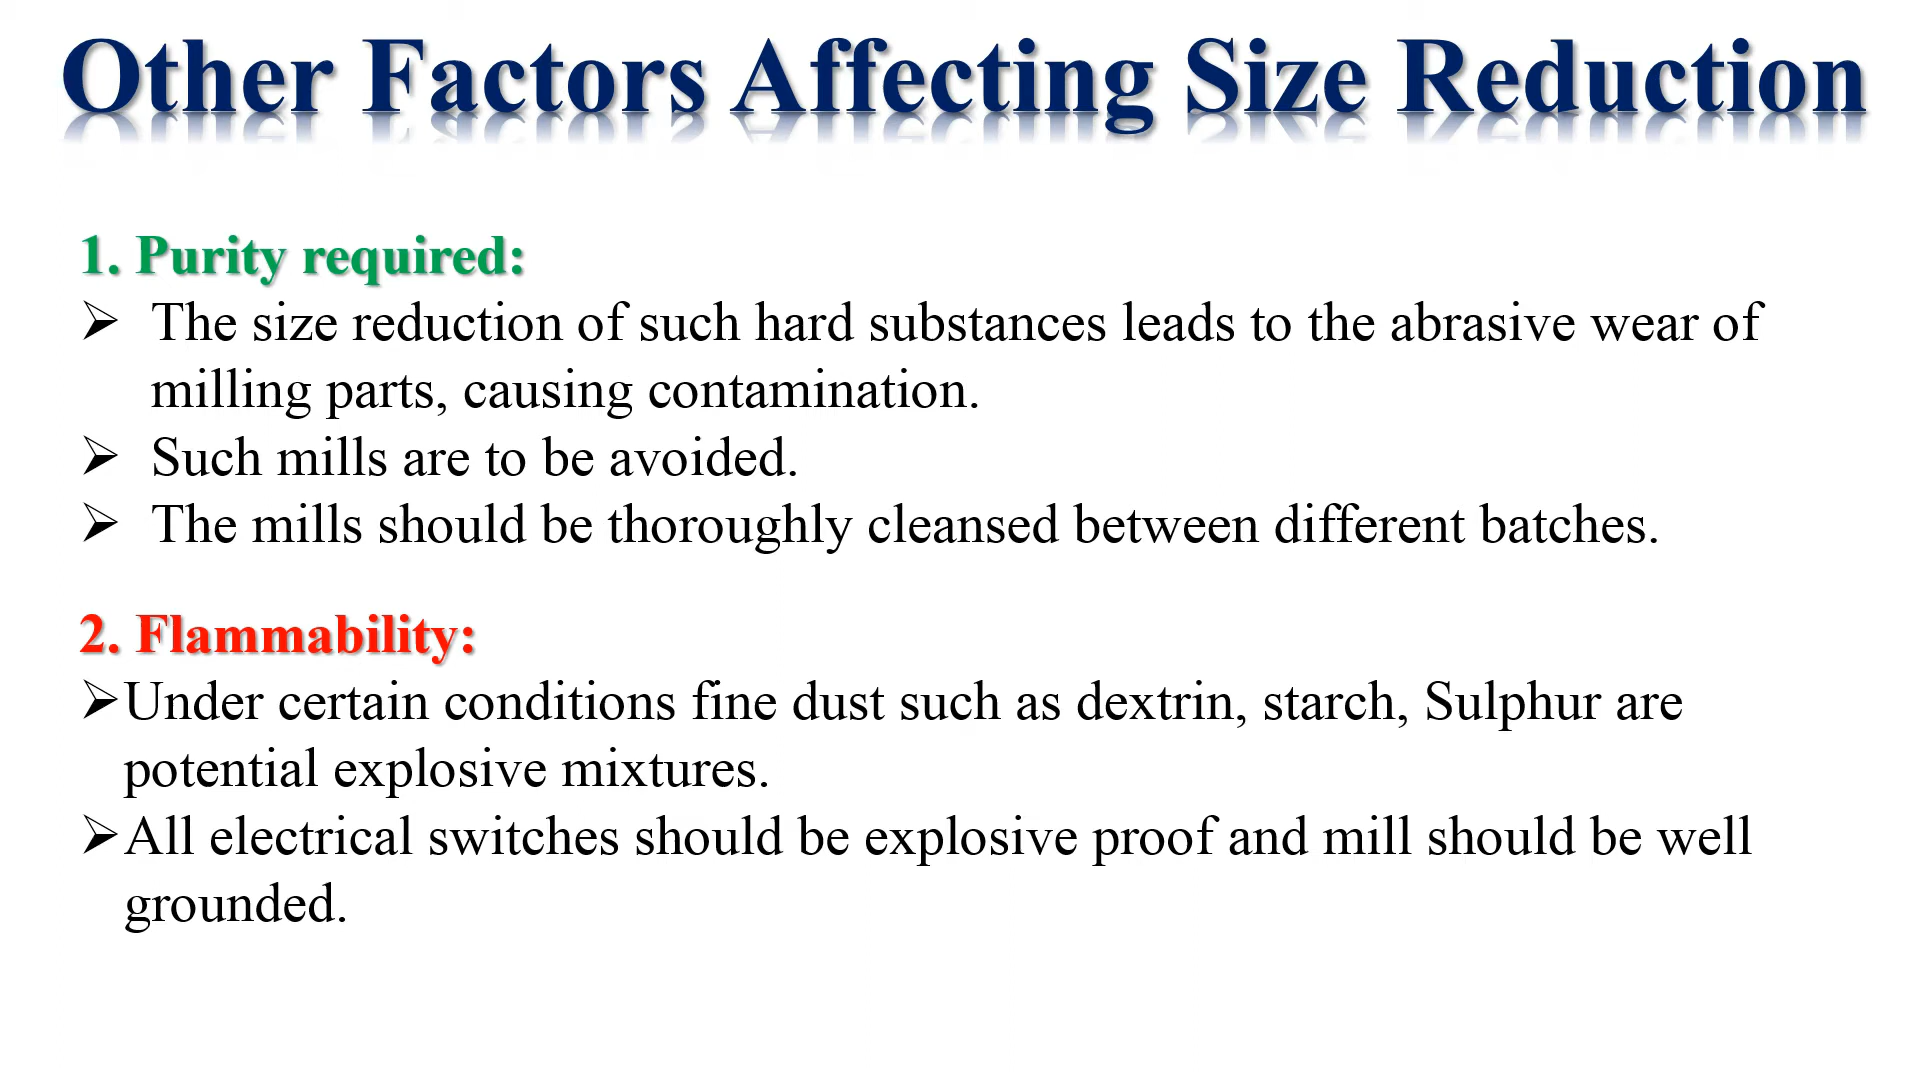 Other Factors Affecting Size Reduction
1. Purity required:
➢ The size reduction of such hard substances leads to the abrasive wear of
milling parts, causing contamination.
➢ Such mills are to be avoided.
➢ The mills should be thoroughly cleansed between different batches.
2. Flammability:
➢Under certain conditions fine dust such as dextrin, starch, Sulphur are
potential explosive mixtures.
➢All electrical switches should be explosive proof and mill should be well
grounded.